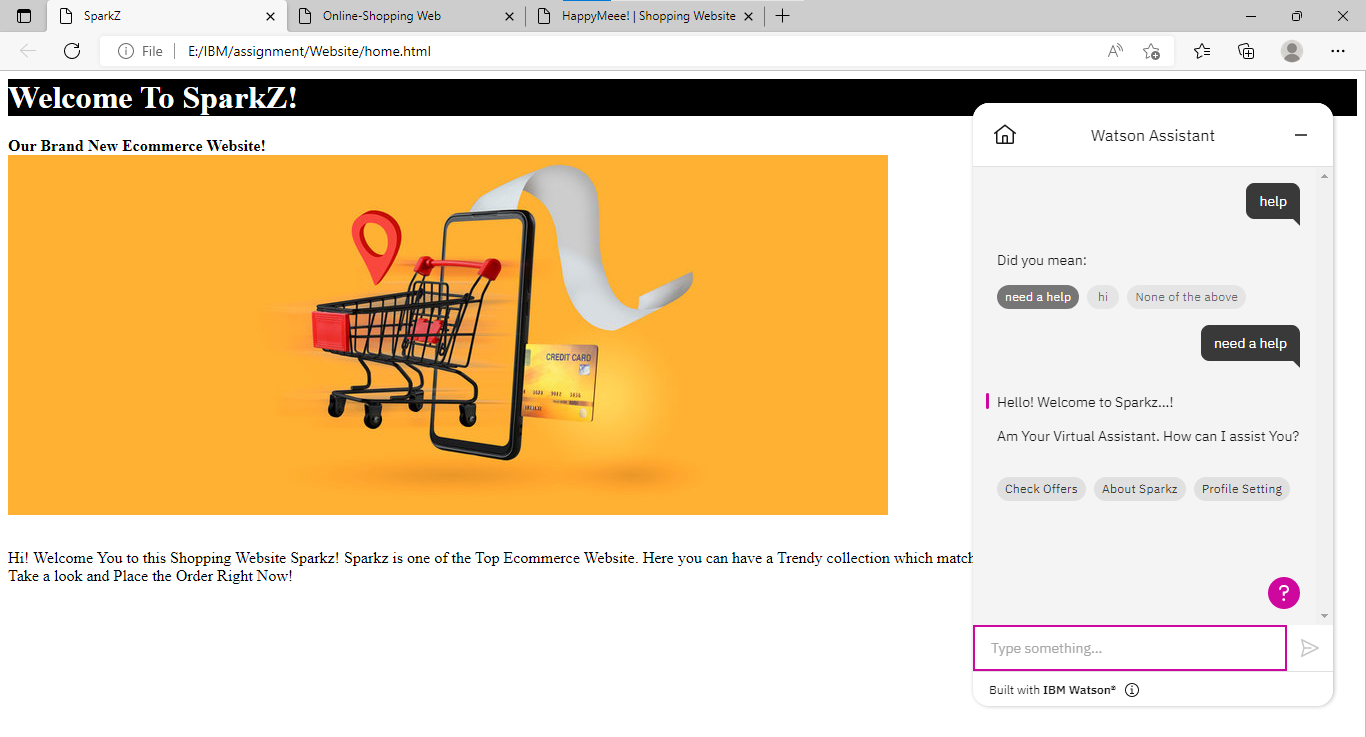 SparkZ
Online-Shopping Web
HappyMeee! | Shopping Website
File
E:/IBM/assignment/Website/home.html
Welcome To SparkZ!
Our Brand New Ecommerce Website!
CREDIT CARD
Hi! Welcome You to this Shopping Website Sparkz! Sparkz is one of the Top Ecommerce Website. Here you can have a Trendy collection which match
Take a look and Place the Order Right Now!
Watson Assistant
help
Did you mean:
need a help
hi
None of the above
need a help
Hello! Welcome to Sparkz...!
Am Your Virtual Assistant. How can I assist You?
Check Offers
About Sparkz
Profile Setting
?
Type something...
Built with IBM Watson®